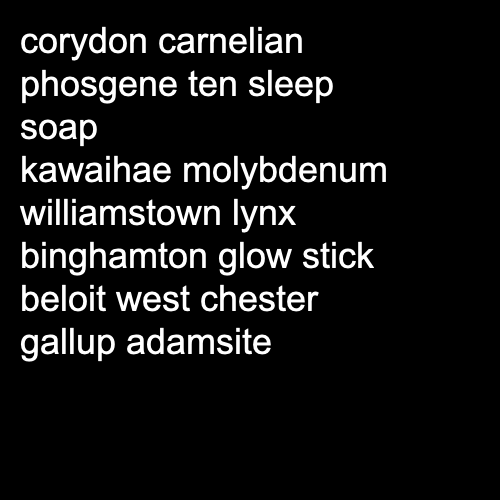 corydon carnelian
phosgene ten sleep
soap
kawaihae molybdenum
williamstown lynx
binghamton glow stick
beloit west chester
gallup adamsite